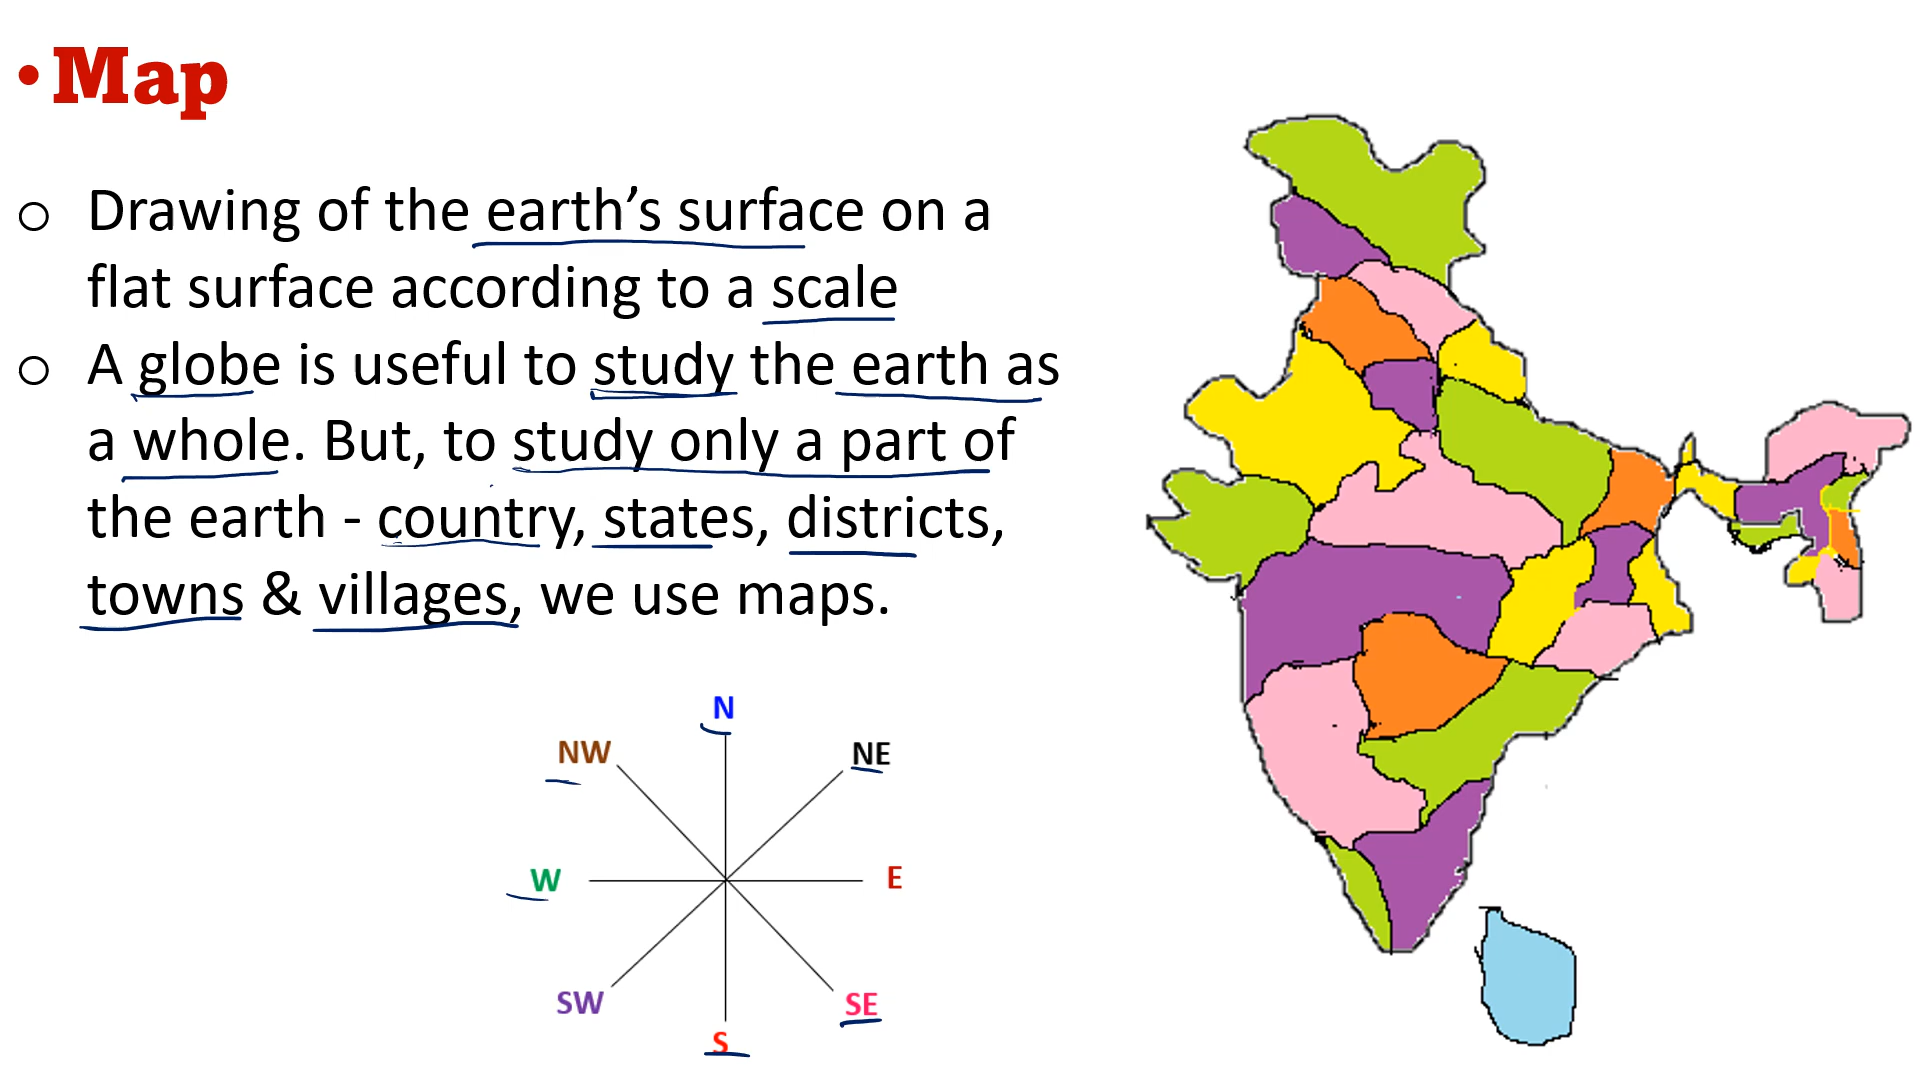 • Map
o Drawing of the earth’s surface on a
flat surface according to a scale
o A globe is useful to study the earth as
a whole. But, to study only a part of
the earth - country, states, districts,
towns & villages, we use maps.
N
NW NE
W E
SW SE
S